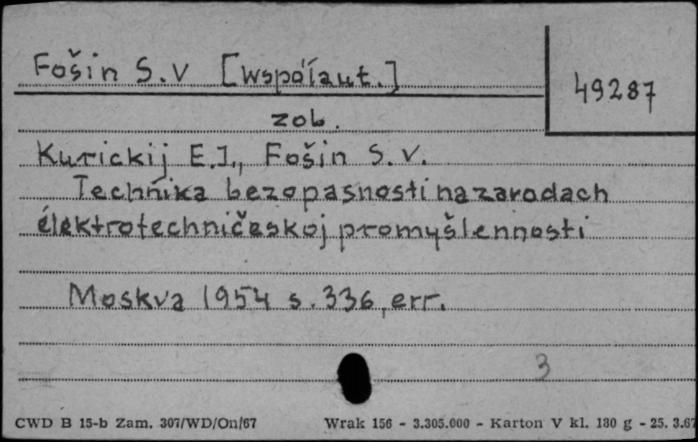 Fošin S.V [współaut.]
49287
zob.
Kurickij E.I., Fošin S.V.
Technika bezopasnosti na zavodach
élektrotechničeskoj promyšlennosti
Moskva 1954 s. 336, err.
3
CWD B 15-b Zam. 307/WD/On/67 Wrak 156 - 3.305.000 - Karton V kl. 180 g - 25. 3.67